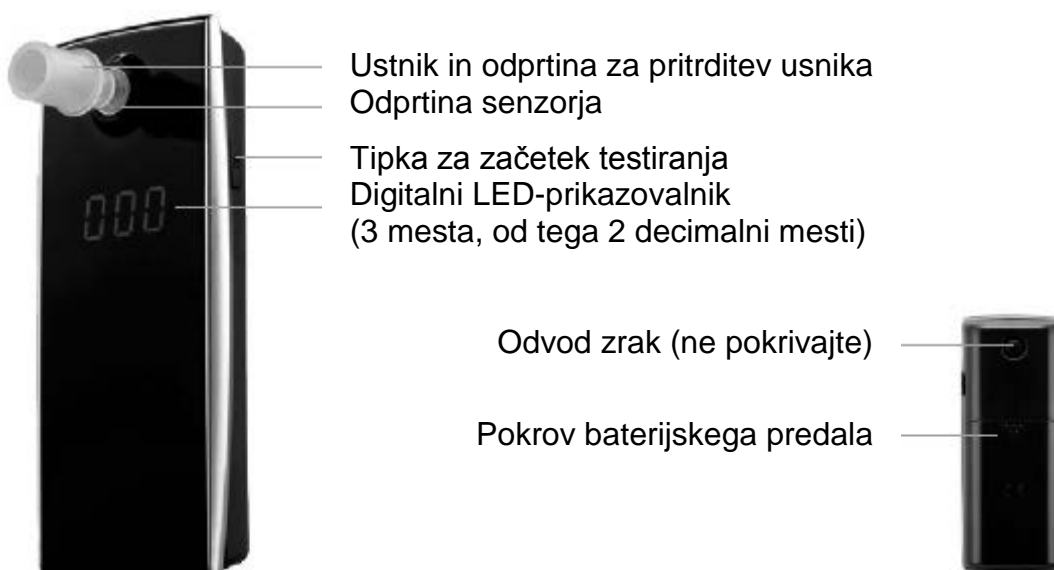 Ustnik in odprtina za pritrditev usnika
Odprtina senzorja
Tipka za začetek testiranja
Digitalni LED-prikazovalnik
(3 mesta, od tega 2 decimalni mesti)
000
Odvod zrak (ne pokrivajte)
Pokrov baterijskega predala